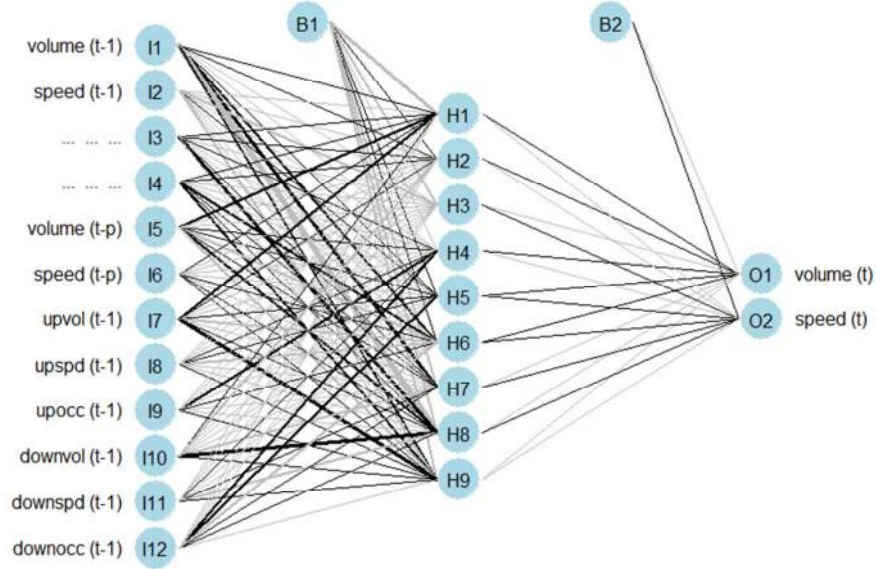 B1
B2
volume (t-1) I1
speed (t-1) I2
... ... ... I3
... ... ... I4
volume (t-p) I5
speed (t-p) I6
upvol (t-1) I7
upspd (t-1) I8
upocc (t-1) I9
downvol (t-1) I10
downspd (t-1) I11
downocc (t-1) I12
H1
H2
H3
H4
H5
H6
H7
H8
H9
O1 volume (t)
O2 speed (t)